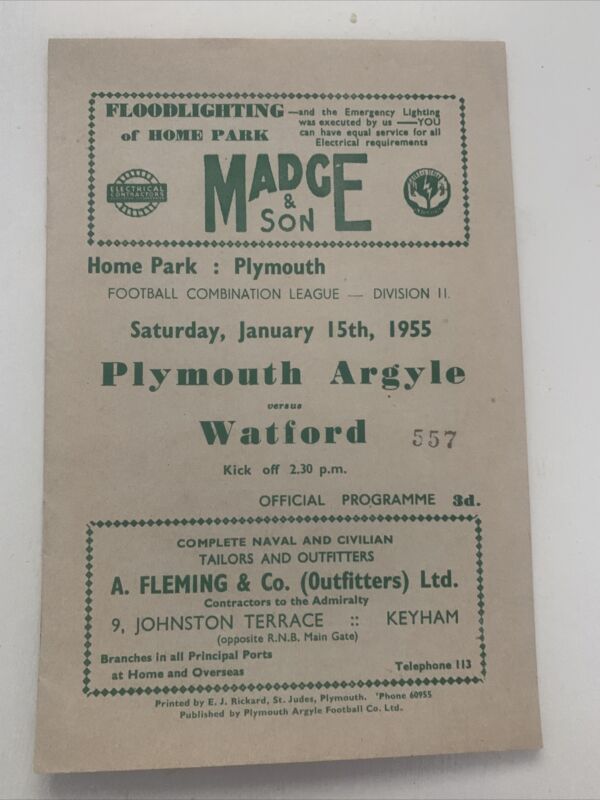 FLOODLIGHTING
of HOME PARK
—and the Emergency Lighting
was executed by us —YOU
can have equal service for all
Electrical requirements
ELECTRICAL
CONTRACTORS
MADGE
& SON
Home Park : Plymouth
FOOTBALL COMBINATION LEAGUE — DIVISION II.
Saturday, January 15th, 1955
Plymouth Argyle
versus
Watford
557
Kick off 2.30 p.m.
OFFICIAL PROGRAMME 3d.
COMPLETE NAVAL AND CIVILIAN
TAILORS AND OUTFITTERS
A. FLEMING & Co. (Outfitters) Ltd.
Contractors to the Admiralty
9, JOHNSTON TERRACE :: KEYHAM
(opposite R.N.B. Main Gate)
Branches in all Principal Ports
at Home and Overseas
Telephone 113
Printed by E. J. Rickard, St. Judes, Plymouth. 'Phone 60955
Published by Plymouth Argyle Football Co. Ltd.